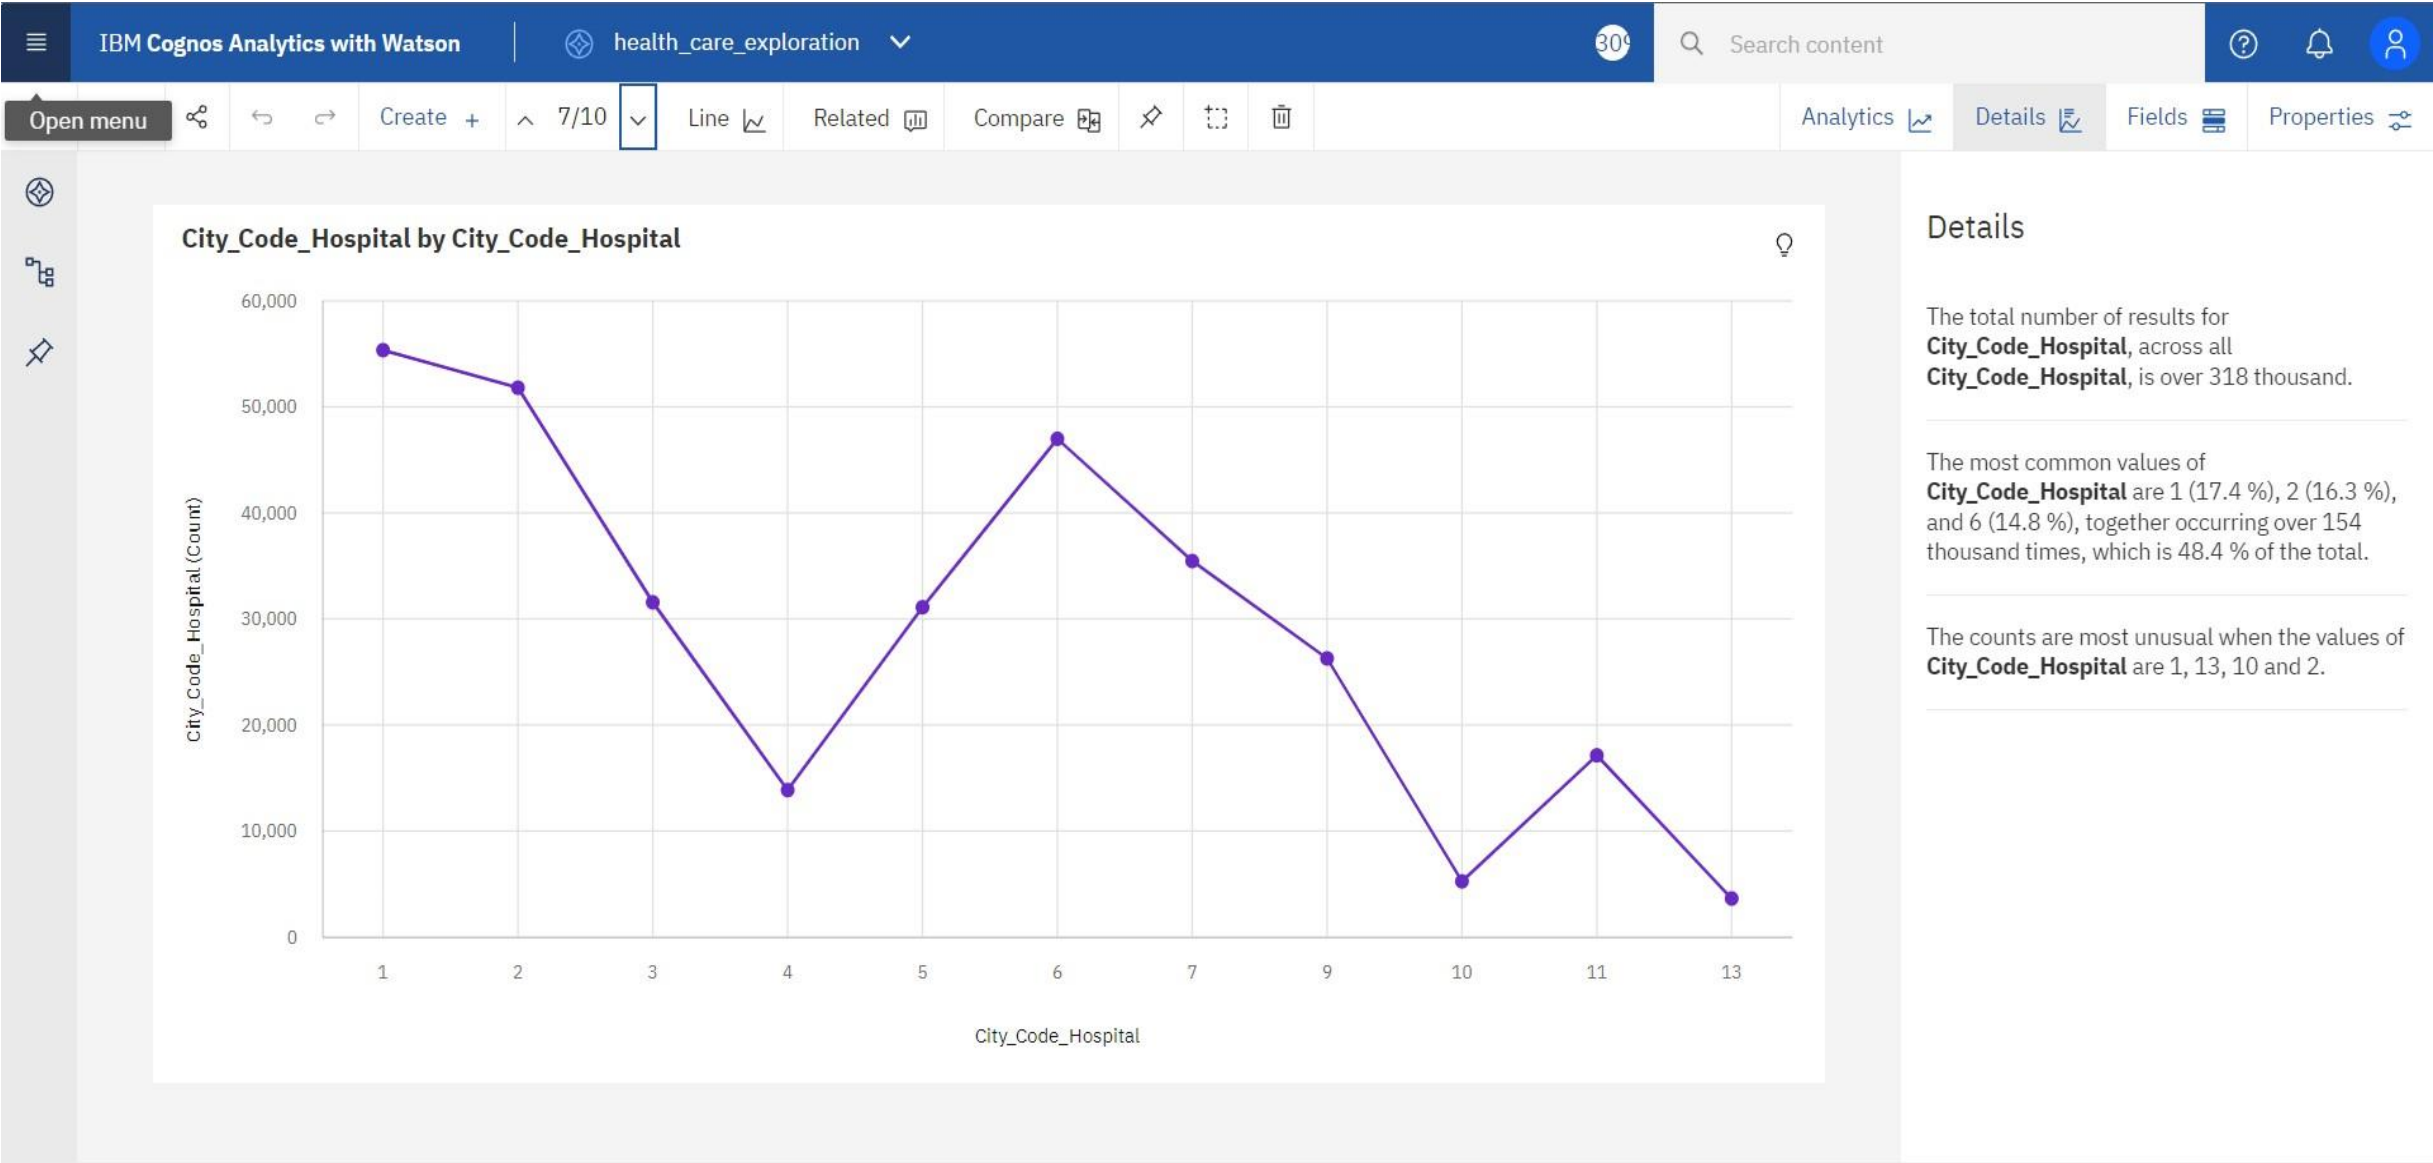 IBM Cognos Analytics with Watson
health_care_exploration
Search content
Open menu
Create +
7/10
Line
Related
Compare
Analytics
Details
Fields
Properties
City_Code_Hospital by City_Code_Hospital
60,000
50,000
40,000
30,000
20,000
10,000
0
City_Code_Hospital (Count)
1 2 3 4 5 6 7 9 10 11 13
City_Code_Hospital
Details
The total number of results for
City_Code_Hospital, across all
City_Code_Hospital, is over 318 thousand.
The most common values of
City_Code_Hospital are 1 (17.4 %), 2 (16.3 %),
and 6 (14.8 %), together occurring over 154
thousand times, which is 48.4 % of the total.
The counts are most unusual when the values of
City_Code_Hospital are 1, 13, 10 and 2.